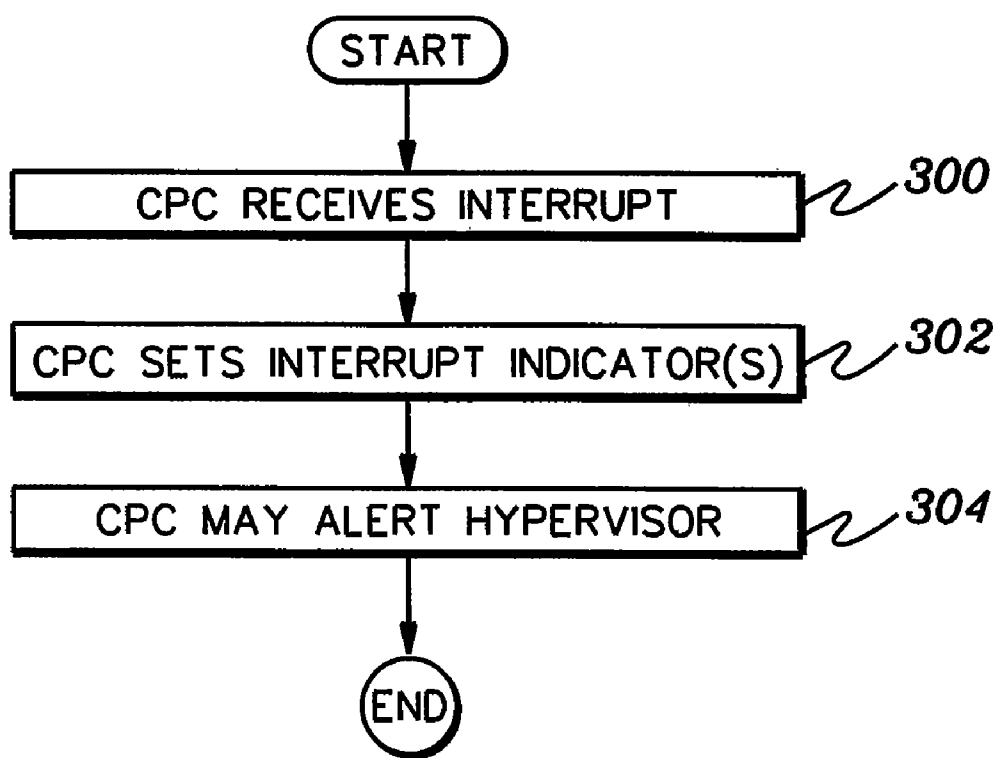 START
CPC RECEIVES INTERRUPT
300
CPC SETS INTERRUPT INDICATOR(S)
302
CPC MAY ALERT HYPERVISOR
304
END